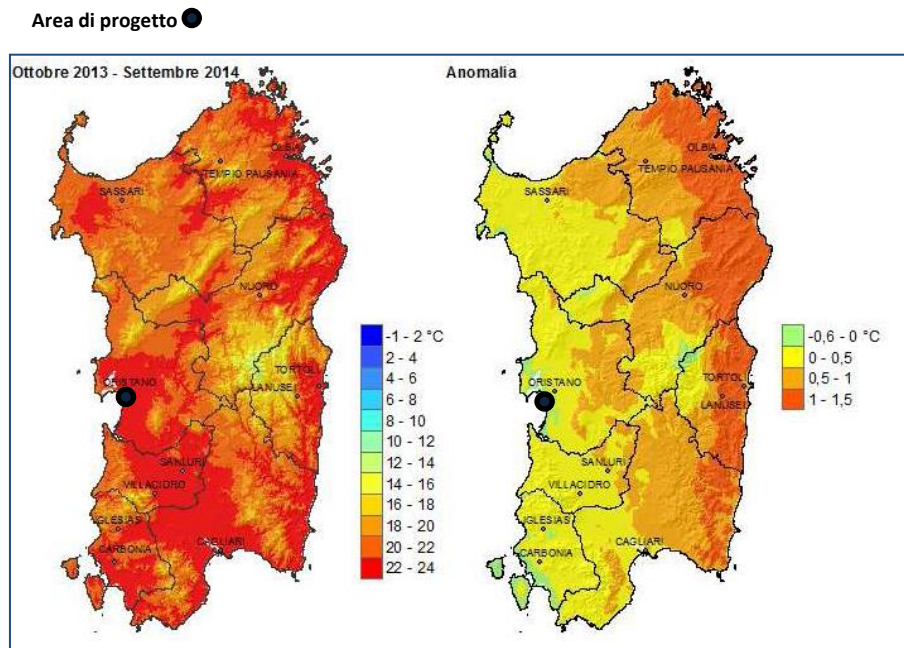 Area di progetto
Ottobre 2013 - Settembre 2014
OLBIA
TEMPIO PAUSANIA
SASSARI
NUORO
ORISTANO
TORTOLI
LANUSEI
SANLURI
VILLACIDRO
IGLESIAS
CARBONIA
CAGLIARI
-1 - 2 °C
2 - 4
4 - 6
6 - 8
8 - 10
10 - 12
12 - 14
14 - 16
16 - 18
18 - 20
20 - 22
22 - 24
Anomalia
OLBIA
TEMPIO PAUSANIA
SASSARI
NUORO
ORISTANO
TORTOLI
LANUSEI
SANLURI
VILLACIDRO
IGLESIAS
CAGLIARI
CARBONIA
-0,6 - 0 °C
0 - 0,5
0,5 - 1
1 - 1,5